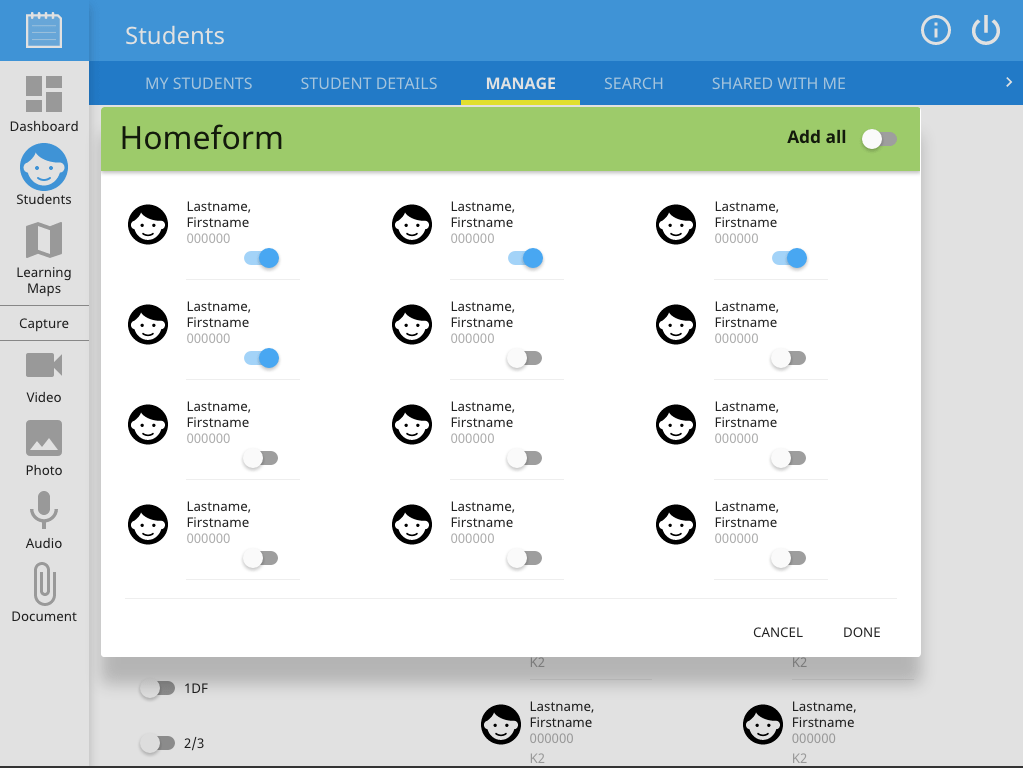 Students
MY STUDENTS
STUDENT DETAILS
MANAGE
SEARCH
SHARED WITH ME
Dashboard
Students
Learning
Maps
Capture
Video
Photo
Audio
Document
Homeform
Add all
Lastname,
Firstname
000000
Lastname,
Firstname
000000
Lastname,
Firstname
000000
Lastname,
Firstname
000000
Lastname,
Firstname
000000
Lastname,
Firstname
000000
Lastname,
Firstname
000000
Lastname,
Firstname
000000
Lastname,
Firstname
000000
Lastname,
Firstname
000000
Lastname,
Firstname
000000
Lastname,
Firstname
000000
CANCEL
DONE
K2
K2
1DF
2/3
Lastname,
Firstname
000000
K2
Lastname,
Firstname
000000
K2